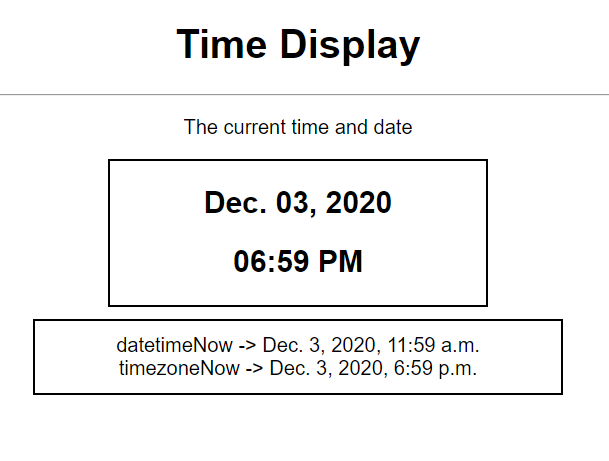 Time Display
The current time and date
Dec. 03, 2020
06:59 PM
datetimeNow -> Dec. 3, 2020, 11:59 a.m.
timezoneNow -> Dec. 3, 2020, 6:59 p.m.